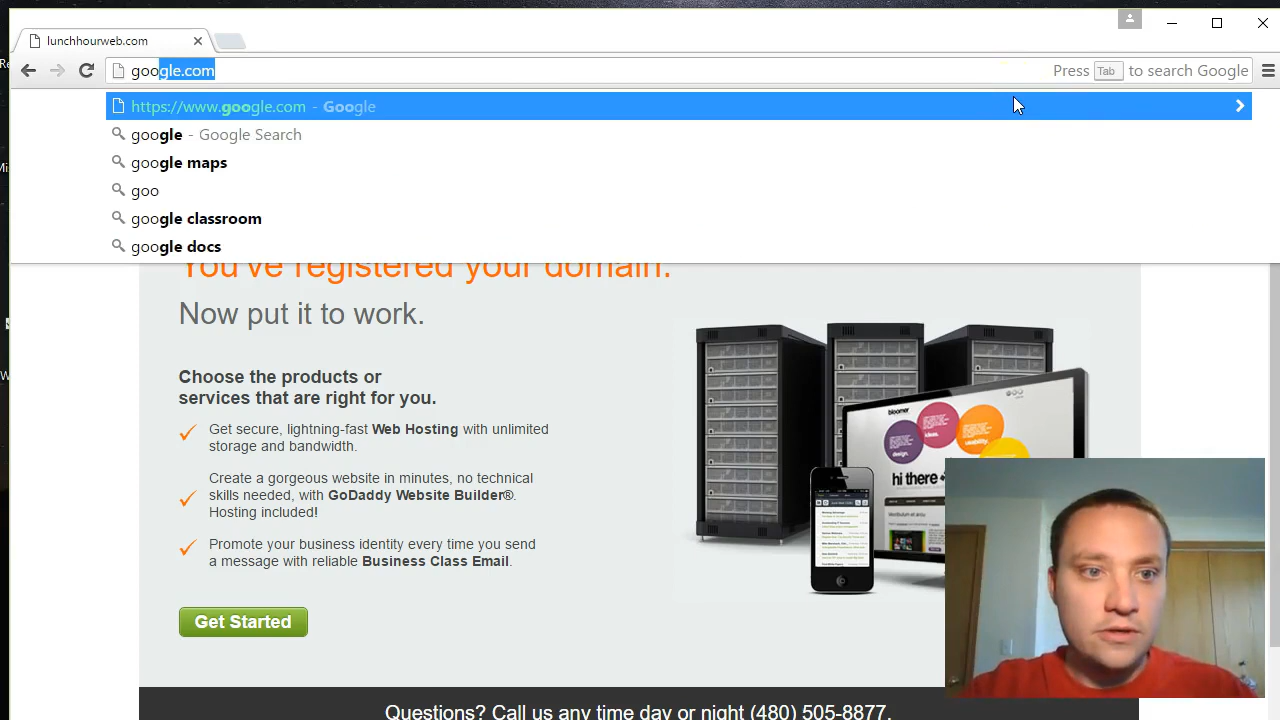 lunchhourweb.com
google.com
Press Tab to search Google
https://www.google.com - Google
google - Google Search
google maps
goo
google classroom
google docs
You've registered your domain.
Now put it to work.
Choose the products or
services that are right for you.
Get secure, lightning-fast Web Hosting with unlimited
storage and bandwidth.
Create a gorgeous website in minutes, no technical
skills needed, with GoDaddy Website Builder®.
Hosting included!
Promote your business identity every time you send
a message with reliable Business Class Email.
Get Started
bloomer
design.
ideas.
usability.
hi there
Questions? Call us any time day or night (480) 505-8877.